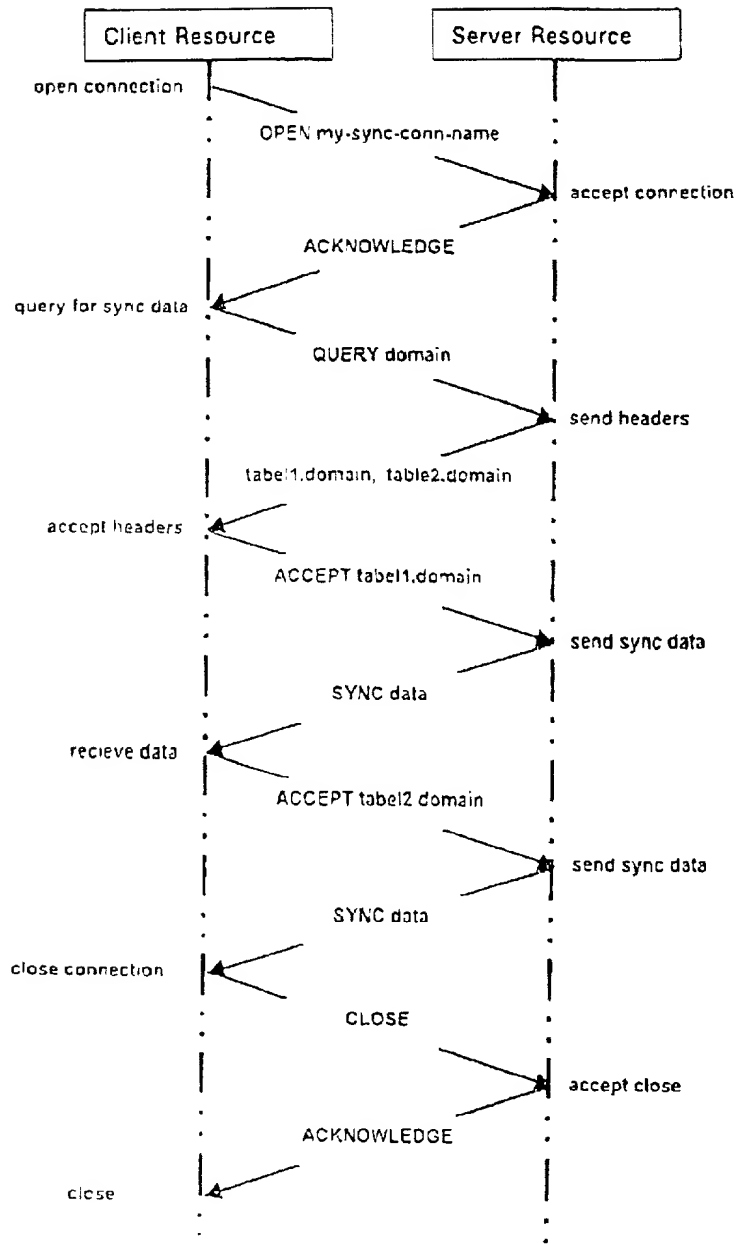 Client Resource
Server Resource
open connection
OPEN my-sync-conn-name
accept connection
ACKNOWLEDGE
query for sync data
QUERY domain
send headers
tabel1.domain, table2.domain
accept headers
ACCEPT tabel1.domain
send sync data
SYNC data
recieve data
ACCEPT tabel2 domain
send sync data
SYNC data
close connection
CLOSE
accept close
ACKNOWLEDGE
close